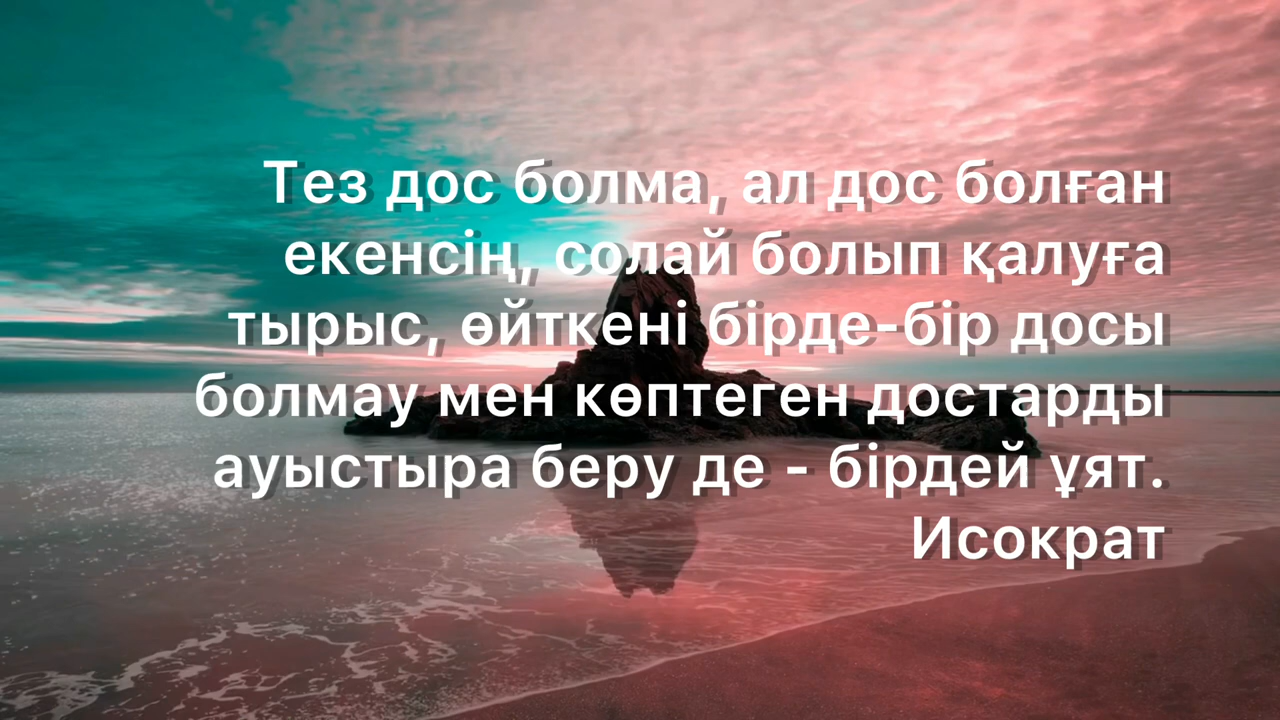 Тез дос болма, ал дос болған
екенсің, солай болып қалуға
тырыс, өйткені бірде-бір досы
болмау мен көптеген достарды
ауыстыра беру де - бірдей ұят.
Исократ